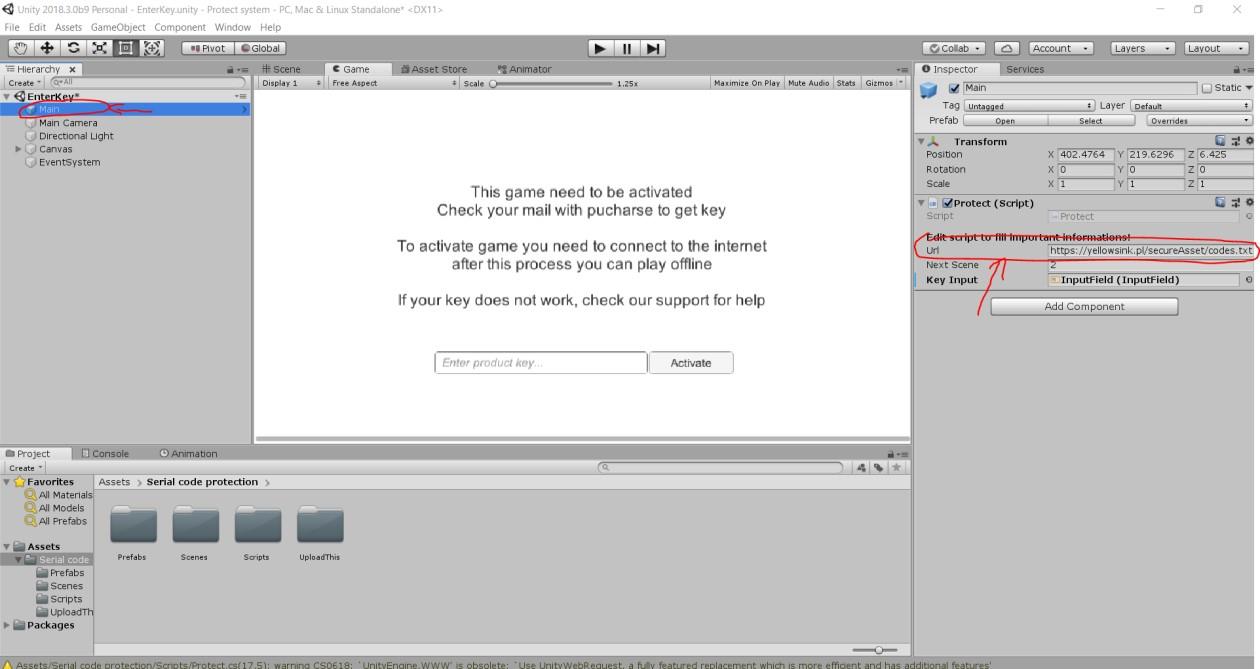 Unity 2018.3.0b9 Personal - EnterKey.unity - Protect system - PC, Mac & Linux Standalone* <DX11>
File Edit Assets GameObject Component Window Help
Pivot Global Collab Account Layers Layout
Hierarchy Scene Game Asset Store Animator Inspector Services
Create All Display 1 Free Aspect Scale 1.25x Maximize On Play Mute Audio Stats Gizmos Main Static
EnterKey*
Main
Main Camera
Directional Light
Canvas
EventSystem
This game need to be activated
Check your mail with pucharse to get key
To activate game you need to connect to the internet
after this process you can play offline
If your key does not work, check our support for help
Enter product key... Activate
Tag Untagged Layer Default
Prefab Open Select Overrides
Transform
Position X 402.4764 Y 219.6296 Z 6.425
Rotation X 0 Y 0 Z 0
Scale X 1 Y 1 Z 1
Protect (Script)
Script Protect
Edit script to fill important informations!
Url https://yellowsink.pl/secureAsset/codes.txt
Next Scene 2
Key Input InputField (InputField)
Add Component
Project Console Animation
Create
Favorites
All Materials
All Models
All Prefabs
Assets
Serial code
Prefabs
Scenes
Scripts
UploadTh
Packages
Assets > Serial code protection >
Prefabs Scenes Scripts UploadThis
Assets/Serial code protection/Scripts/Protect.cs(17,5): warning CS0618: `UnityEngine.WWW' is obsolete: `Use UnityWebRequest, a fully featured replacement which is more efficent and has additional features'